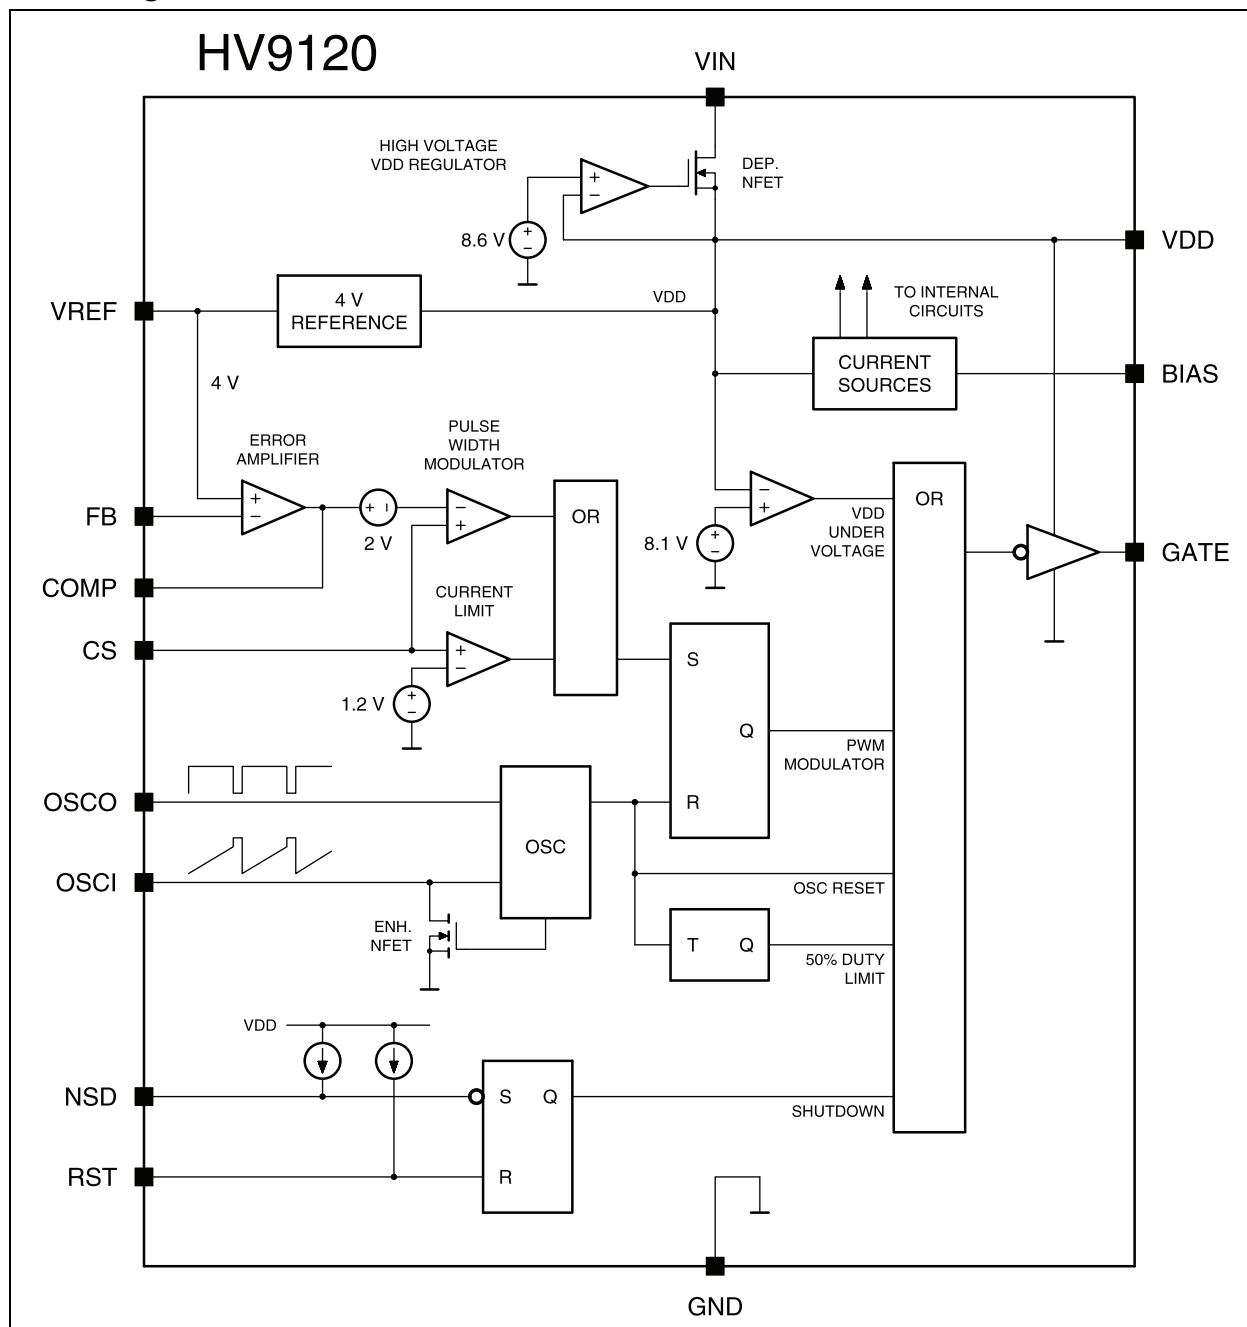 HV9120
VIN
HIGH VOLTAGE
VDD REGULATOR
+
−
DEP.
NFET
8.6 V
+
−
VDD
VREF
4 V
REFERENCE
VDD
TO INTERNAL
CIRCUITS
4 V
CURRENT
SOURCES
BIAS
ERROR
AMPLIFIER
PULSE
WIDTH
MODULATOR
FB
+
−
+ −
2 V
−
+
OR
−
+
8.1 V
+
−
VDD
UNDER
VOLTAGE
OR
GATE
COMP
CURRENT
LIMIT
CS
+
−
1.2 V
+
−
S
Q
R
PWM
MODULATOR
OSCO
OSC
OSCI
OSC RESET
ENH.
NFET
T Q
50% DUTY
LIMIT
VDD
NSD
S Q
R
SHUTDOWN
RST
GND